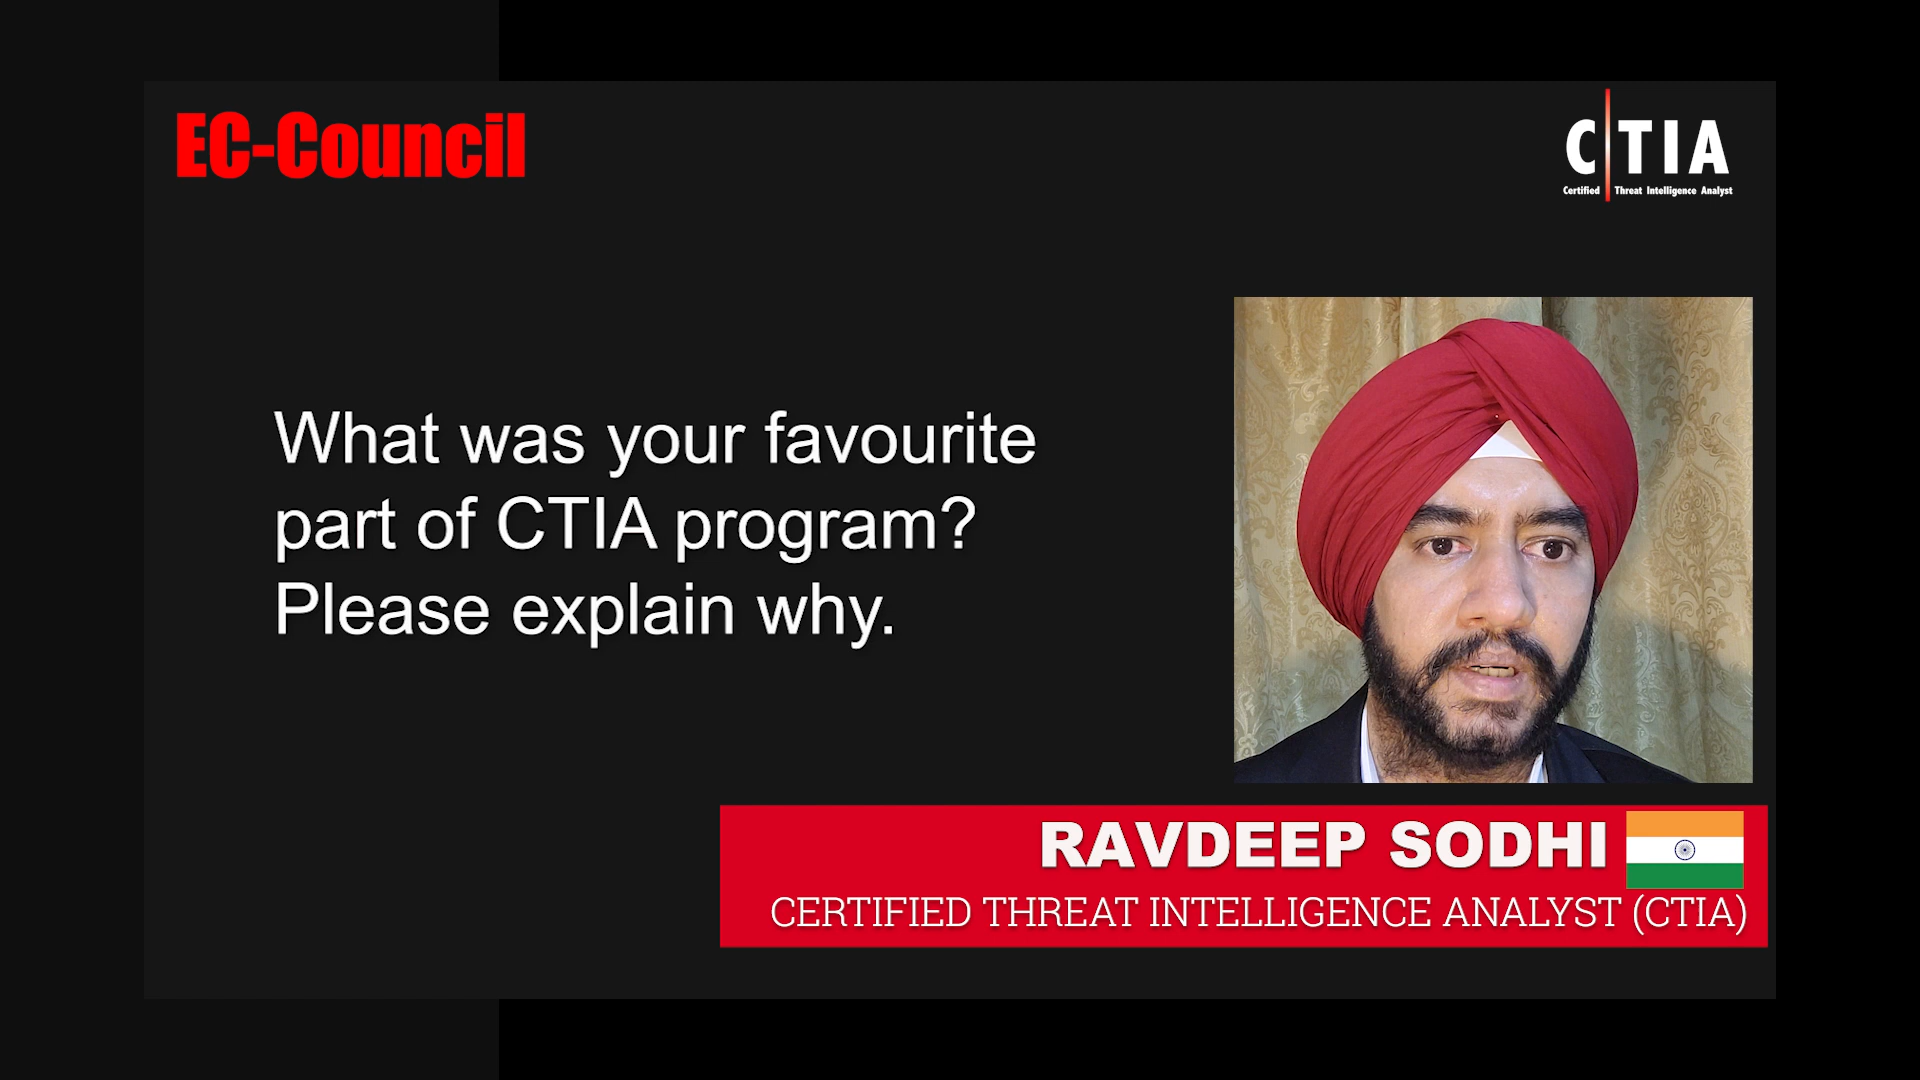 EC-Council
C|TIA
Certified Threat Intelligence Analyst
What was your favourite
part of CTIA program?
Please explain why.
RAVDEEP SODHI
CERTIFIED THREAT INTELLIGENCE ANALYST (CTIA)